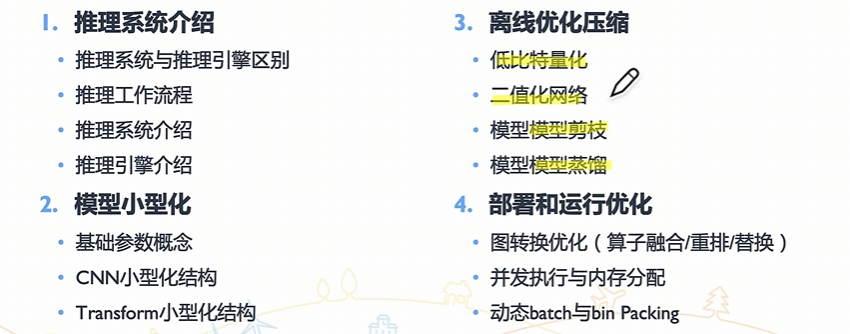 1. 推理系统介绍
• 推理系统与推理引擎区别
• 推理工作流程
• 推理系统介绍
• 推理引擎介绍
2. 模型小型化
• 基础参数概念
• CNN小型化结构
• Transform小型化结构
3. 离线优化压缩
• 低比特量化
• 二值化网络
• 模型模型剪枝
• 模型模型蒸馏
4. 部署和运行优化
• 图转换优化（算子融合/重排/替换）
• 并发执行与内存分配
• 动态batch与bin Packing